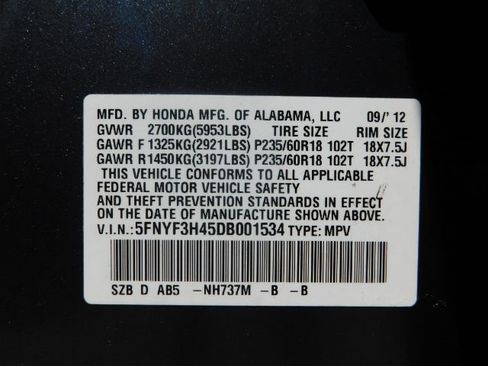 MFD. BY HONDA MFG. OF ALABAMA, LLC 09/'12
GVWR 2700KG(5953LBS) TIRE SIZE RIM SIZE
GAWR F 1325KG(2921LBS) P235/60R18 102T 18X7.5J
GAWR R 1450KG(3197LBS) P235/60R18 102T 18X7.5J
THIS VEHICLE CONFORMS TO ALL APPLICABLE
FEDERAL MOTOR VEHICLE SAFETY
AND THEFT PREVENTION STANDARDS IN EFFECT
ON THE DATE OF MANUFACTURE SHOWN ABOVE.
V.I.N.: 5FNYF3H45DB001534 TYPE: MPV
SZB D AB5 -NH737M -B -B